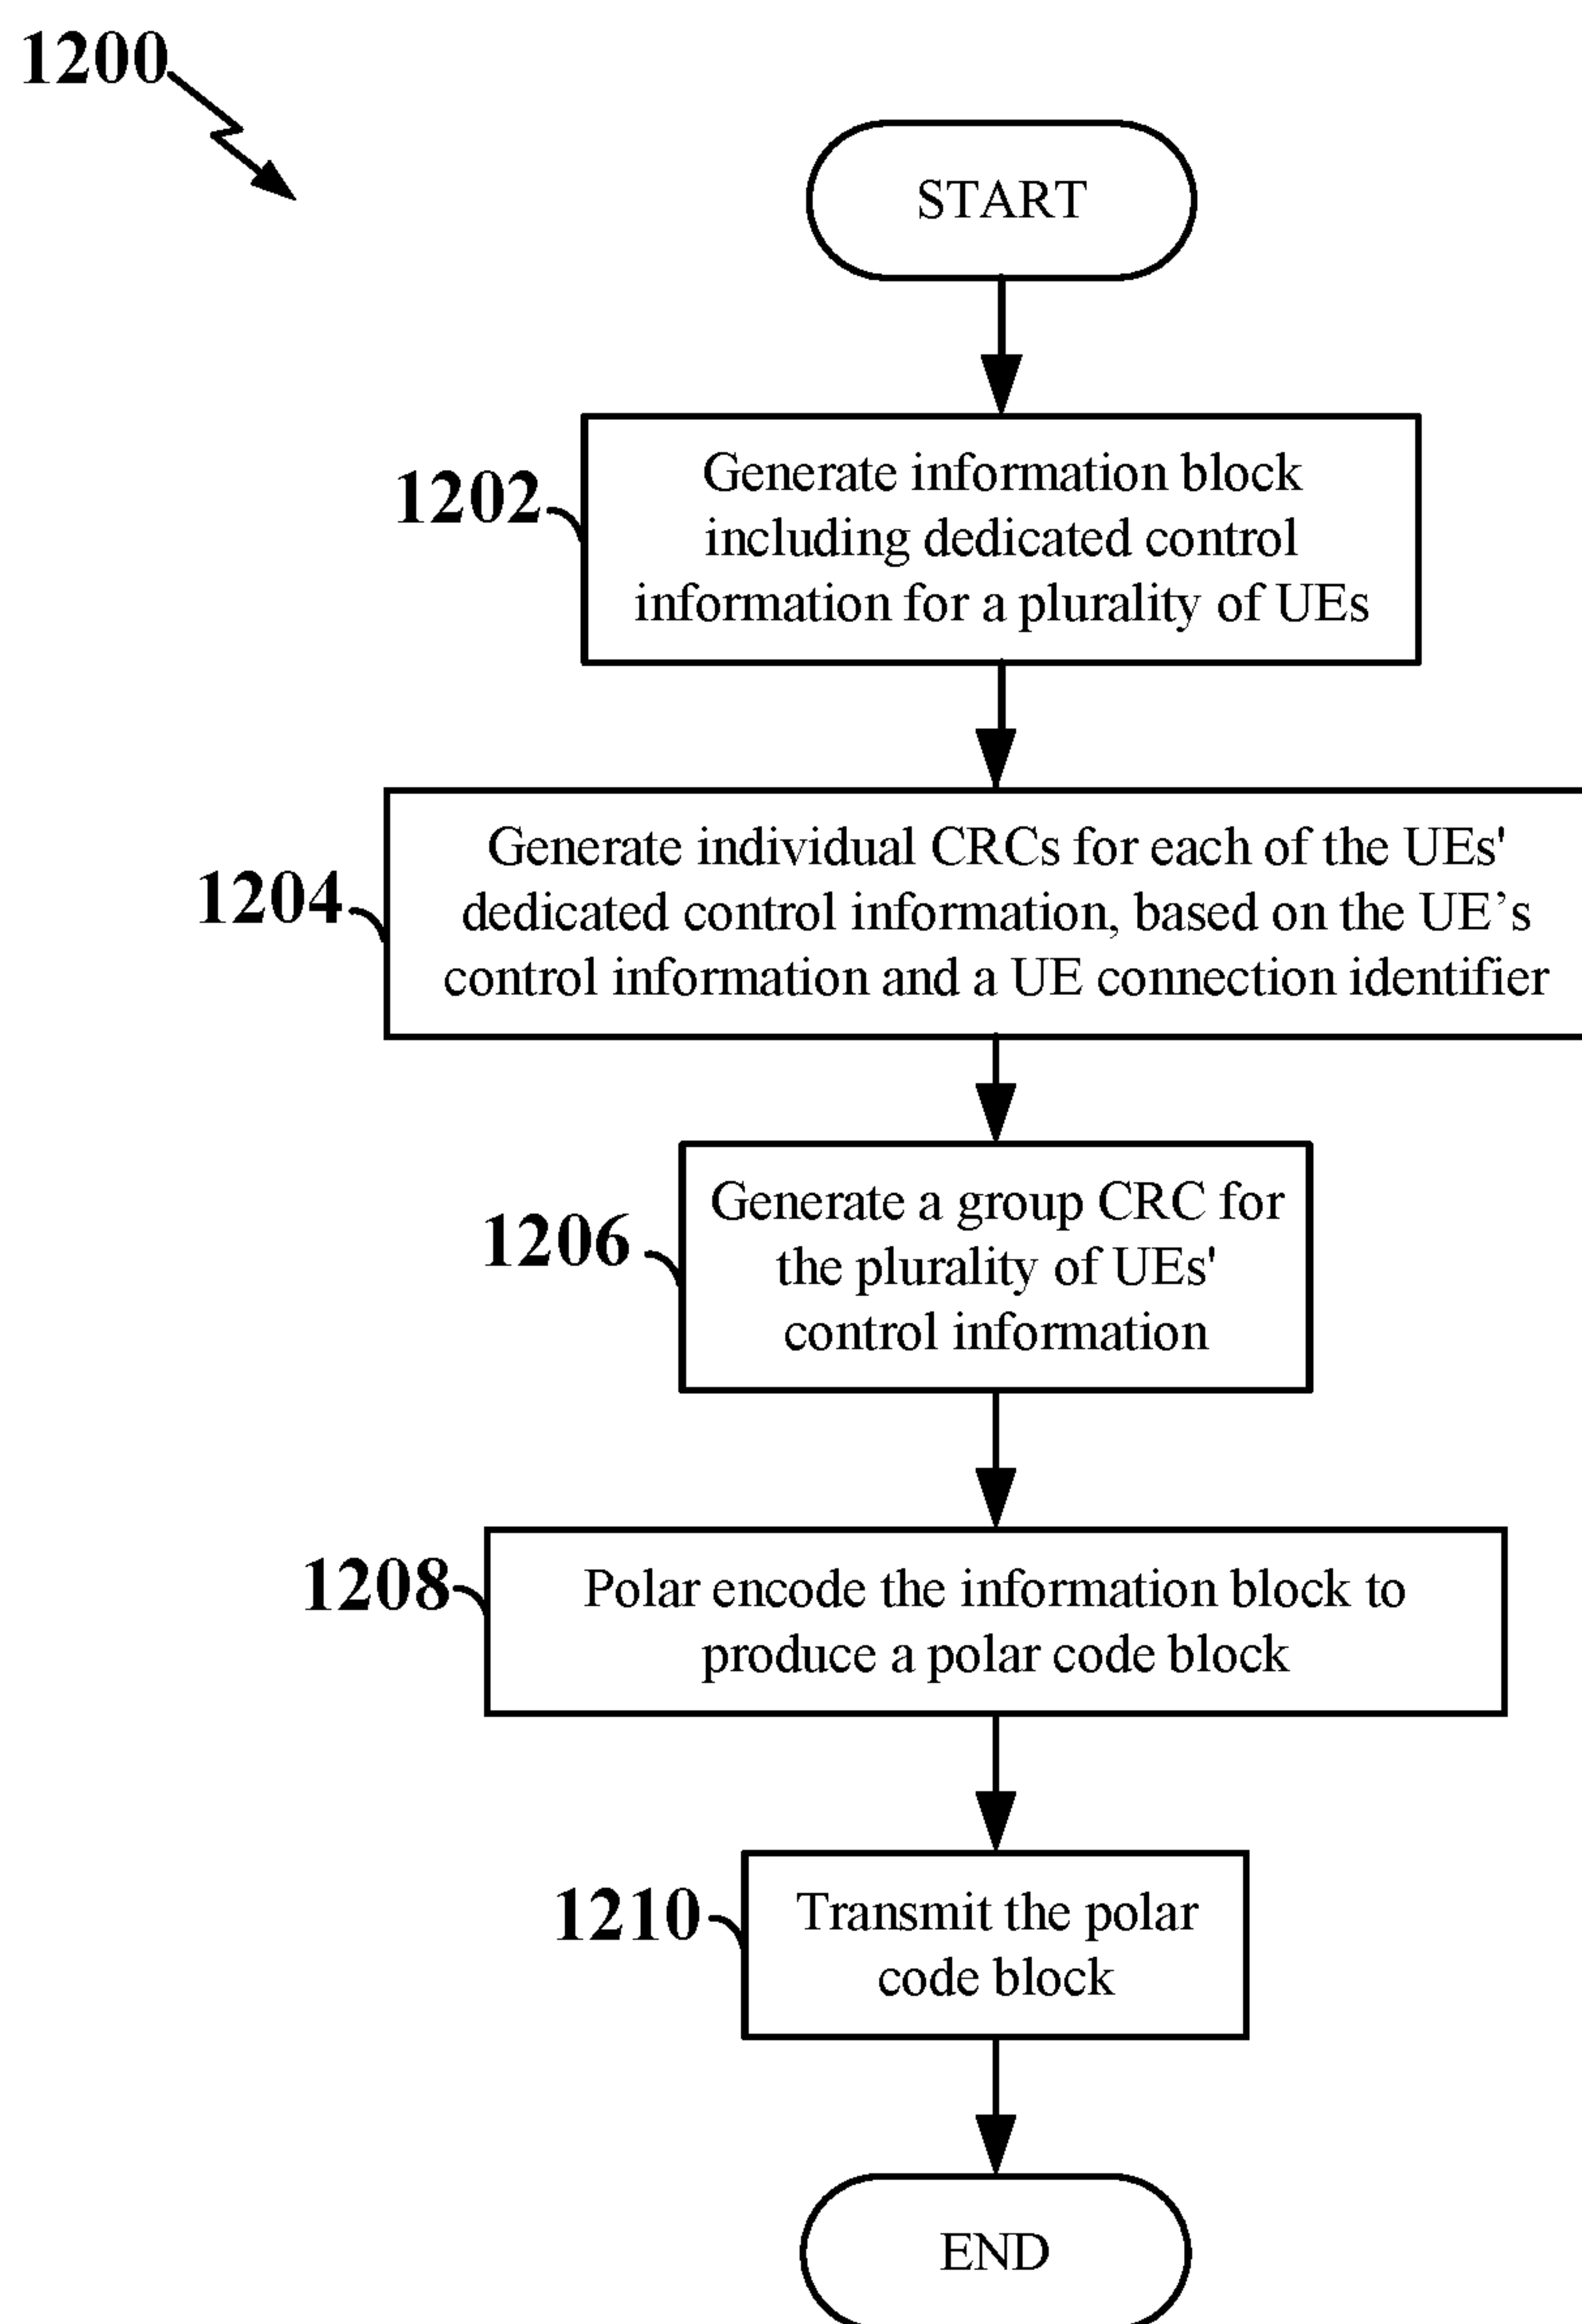 1200
START
1202
Generate information block
including dedicated control
information for a plurality of UEs
1204
Generate individual CRCs for each of the UEs'
dedicated control information, based on the UE’s
control information and a UE connection identifier
1206
Generate a group CRC for
the plurality of UEs'
control information
1208
Polar encode the information block to
produce a polar code block
1210
Transmit the polar
code block
END